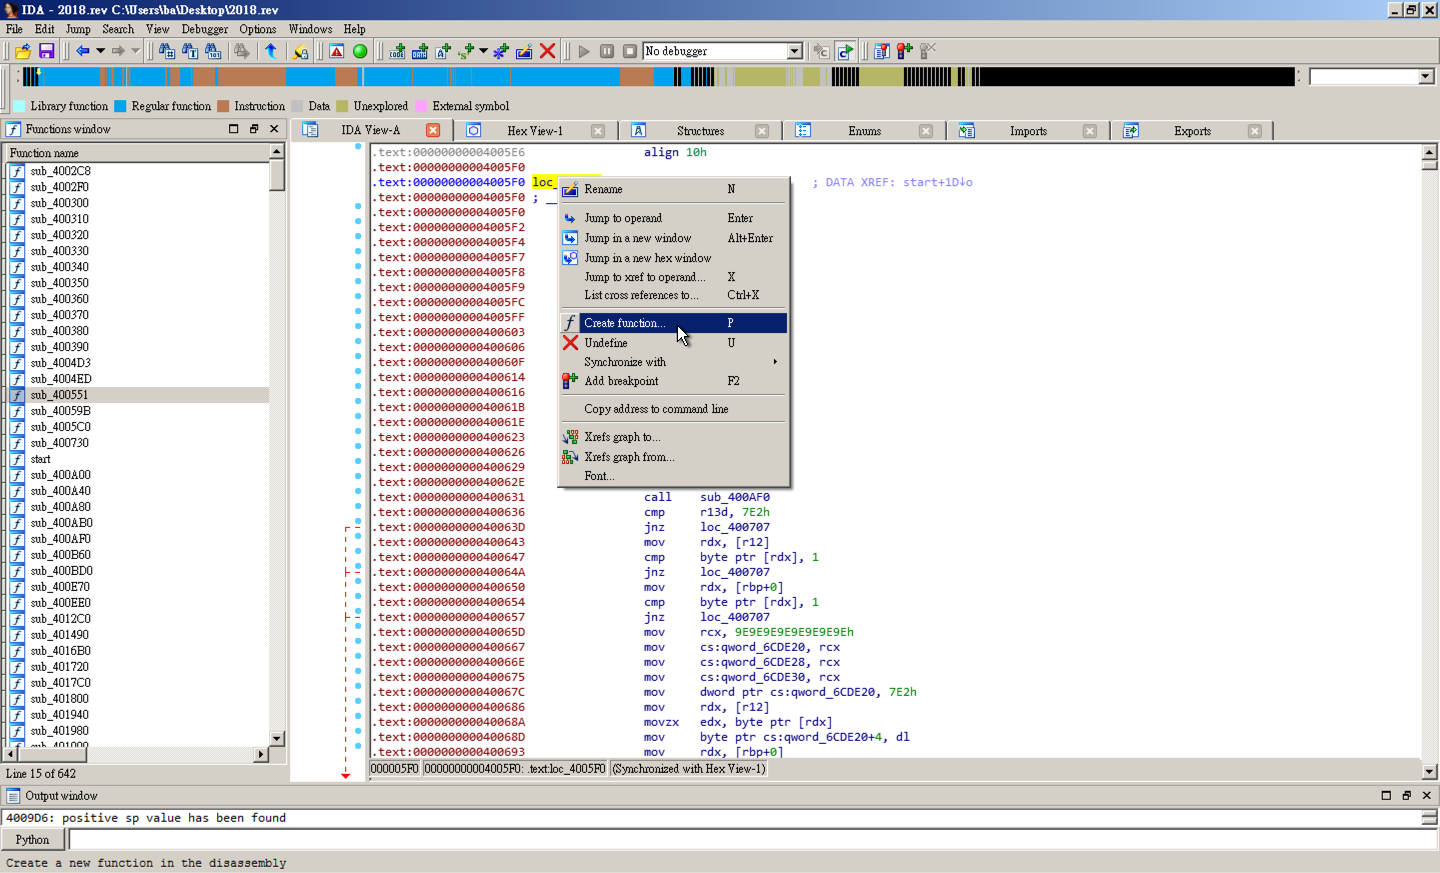 IDA - 2018.rev C:\Users\ba\Desktop\2018.rev
File Edit Jump Search View Debugger Options Windows Help
No debugger
Library function Regular function Instruction Data Unexplored External symbol
Functions window
Function name
sub_4002C8
sub_4002F0
sub_400300
sub_400310
sub_400320
sub_400330
sub_400340
sub_400350
sub_400360
sub_400370
sub_400380
sub_400390
sub_4004D3
sub_4004ED
sub_400551
sub_40059B
sub_4005C0
sub_400730
start
sub_400A00
sub_400A40
sub_400A80
sub_400AB0
sub_400AF0
sub_400B60
sub_400BD0
sub_400E70
sub_400EE0
sub_4012C0
sub_401490
sub_4016B0
sub_401720
sub_4017C0
sub_401800
sub_401940
sub_401980
Line 15 of 642
IDA View-A Hex View-1 Structures Enums Imports Exports
.text:00000000004005E6 align 10h
.text:00000000004005F0
.text:00000000004005F0 loc_ ; DATA XREF: start+1D↓o
.text:00000000004005F0 ; __
.text:00000000004005F0
.text:00000000004005F2
.text:00000000004005F4
.text:00000000004005F7
.text:00000000004005F8
.text:00000000004005F9
.text:00000000004005FC
.text:00000000004005FF
.text:0000000000400603
.text:0000000000400606
.text:000000000040060F
.text:0000000000400614
.text:0000000000400616
.text:000000000040061B
.text:000000000040061E
.text:0000000000400623
.text:0000000000400626
.text:0000000000400629
.text:000000000040062E
.text:0000000000400631 call sub_400AF0
.text:0000000000400636 cmp r13d, 7E2h
.text:000000000040063D jnz loc_400707
.text:0000000000400643 mov rdx, [r12]
.text:0000000000400647 cmp byte ptr [rdx], 1
.text:000000000040064A jnz loc_400707
.text:0000000000400650 mov rdx, [rbp+0]
.text:0000000000400654 cmp byte ptr [rdx], 1
.text:0000000000400657 jnz loc_400707
.text:000000000040065D mov rcx, 9E9E9E9E9E9E9E9Eh
.text:0000000000400667 mov cs:qword_6CDE20, rcx
.text:000000000040066E mov cs:qword_6CDE28, rcx
.text:0000000000400675 mov cs:qword_6CDE30, rcx
.text:000000000040067C mov dword ptr cs:qword_6CDE20, 7E2h
.text:0000000000400686 mov rdx, [r12]
.text:000000000040068A movzx edx, byte ptr [rdx]
.text:000000000040068D mov byte ptr cs:qword_6CDE20+4, dl
.text:0000000000400693 mov rdx, [rbp+0]
Rename N
Jump to operand Enter
Jump in a new window Alt+Enter
Jump in a new hex window
Jump to xref to operand... X
List cross references to... Ctrl+X
Create function... P
Undefine U
Synchronize with
Add breakpoint F2
Copy address to command line
Xrefs graph to...
Xrefs graph from...
Font...
000005F0 00000000004005F0: .text:loc_4005F0 (Synchronized with Hex View-1)
Output window
4009D6: positive sp value has been found
Python
Create a new function in the disassembly